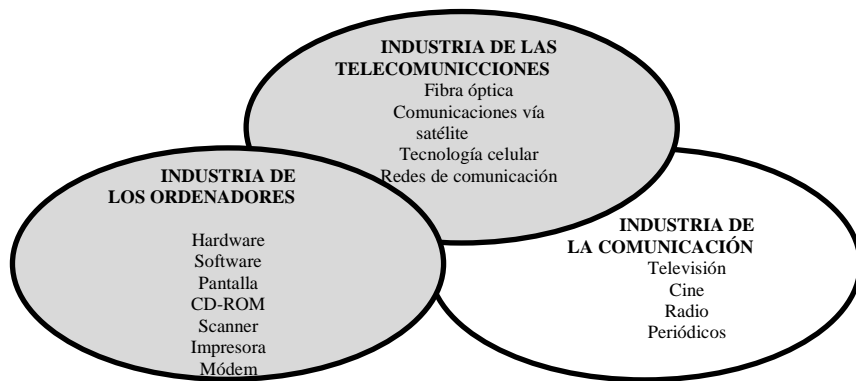 INDUSTRIA DE LAS
TELECOMUNICCIONES
Fibra óptica
Comunicaciones vía
satélite
Tecnología celular
Redes de comunicación
INDUSTRIA DE
LOS ORDENADORES
Hardware
Software
Pantalla
CD-ROM
Scanner
Impresora
Módem
INDUSTRIA DE
LA COMUNICACIÓN
Televisión
Cine
Radio
Periódicos